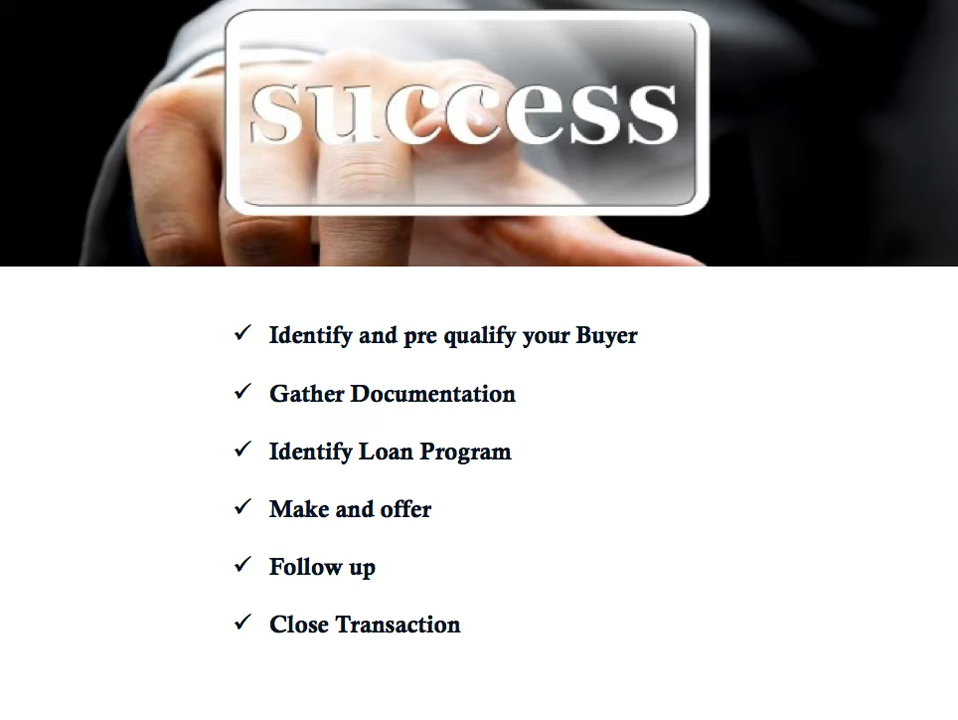 success
✓ Identify and pre qualify your Buyer
✓ Gather Documentation
✓ Identify Loan Program
✓ Make and offer
✓ Follow up
✓ Close Transaction